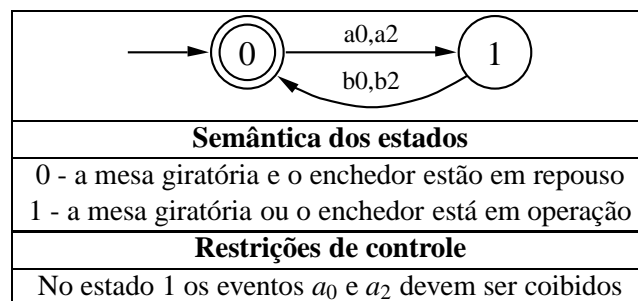 a0,a2
0
1
b0,b2
Semântica dos estados
0 - a mesa giratória e o enchedor estão em repouso
1 - a mesa giratória ou o enchedor está em operação
Restrições de controle
No estado 1 os eventos a0 e a2 devem ser coibidos